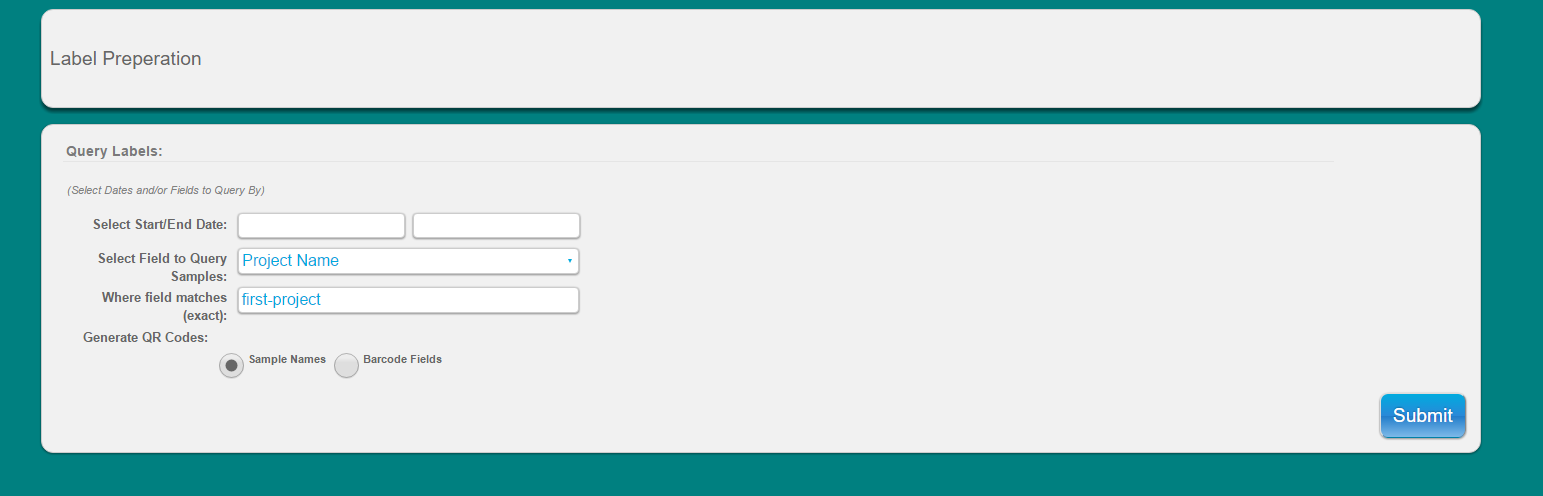 Label Preperation
Query Labels:
(Select Dates and/or Fields to Query By)
Select Start/End Date:
Select Field to Query
Samples:
Project Name
Where field matches
(exact):
first-project
Generate QR Codes:
Sample Names Barcode Fields
Submit